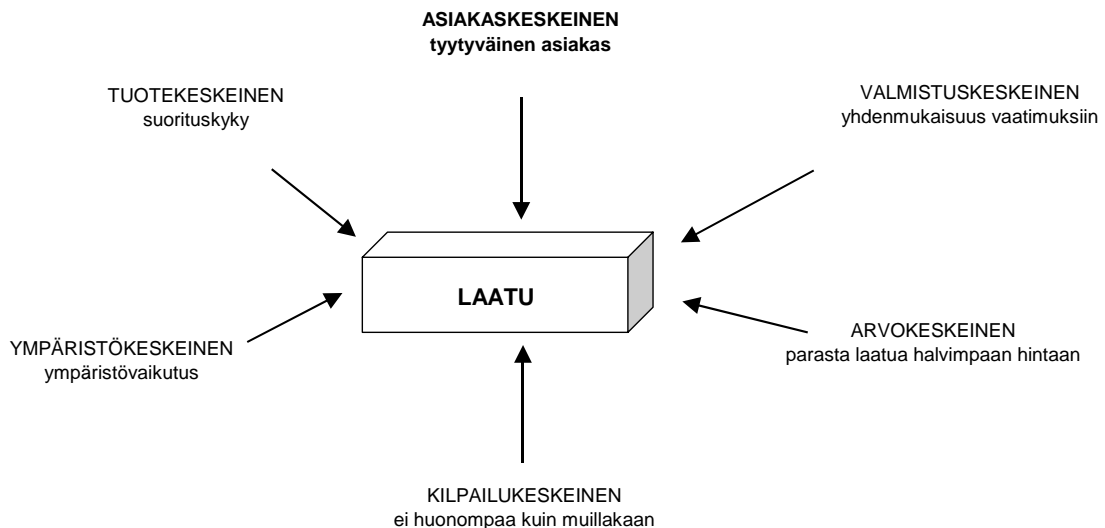 ASIAKASKESKEINEN
tyytyväinen asiakas
TUOTEKESKEINEN
suorituskyky
VALMISTUSKESKEINEN
yhdenmukaisuus vaatimuksiin
LAATU
YMPÄRISTÖKESKEINEN
ympäristövaikutus
ARVOKESKEINEN
parasta laatua halvimpaan hintaan
KILPAILUKESKEINEN
ei huonompaa kuin muillakaan